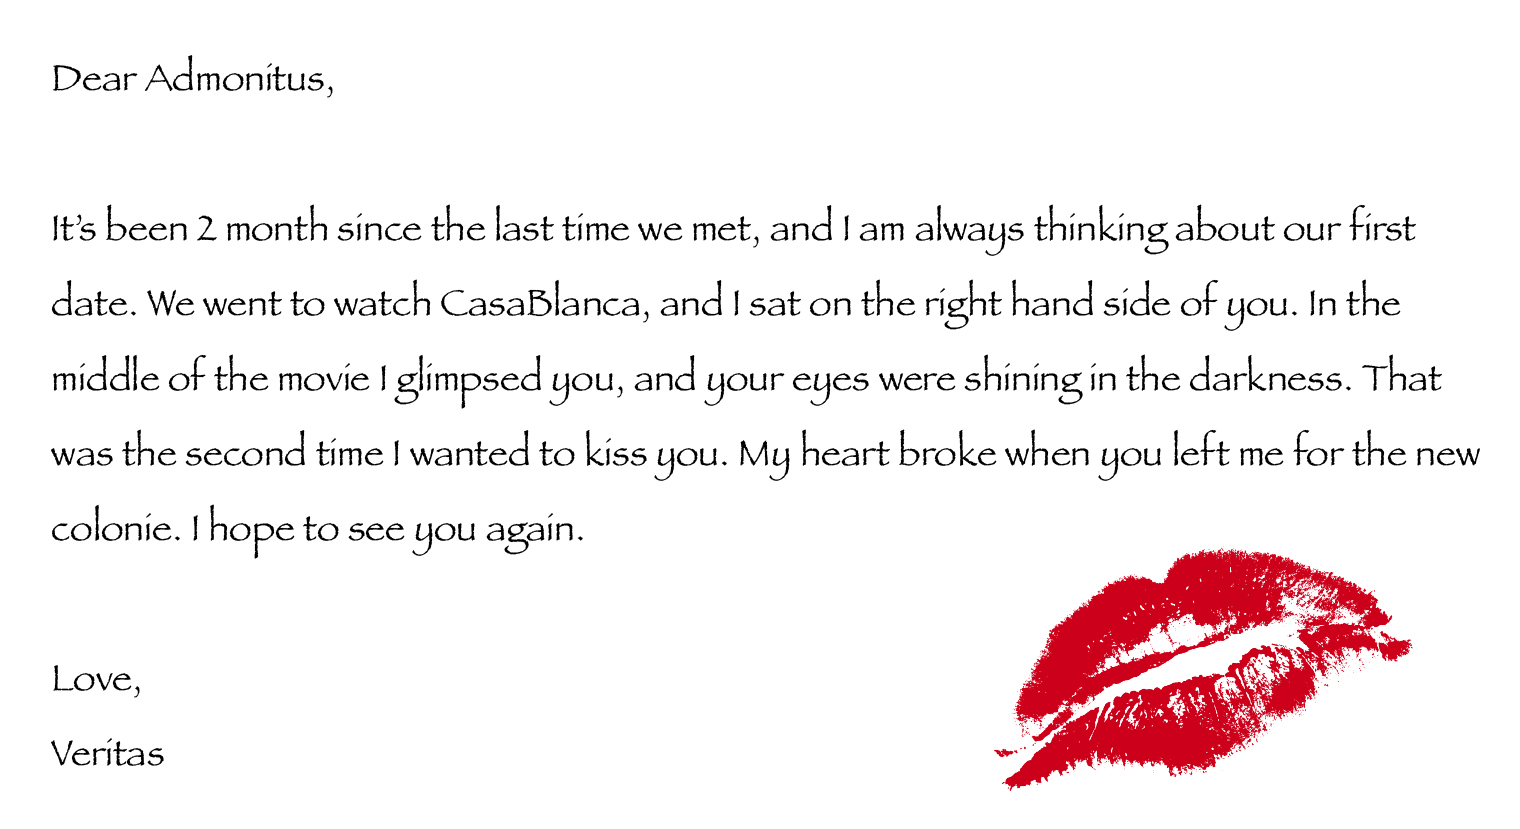 Dear Admonitus,
It's been 2 month since the last time we met, and I am always thinking about our first
date. We went to watch CasaBlanca, and I sat on the right hand side of you. In the
middle of the movie I glimpsed you, and your eyes were shining in the darkness. That
was the second time I wanted to kiss you. My heart broke when you left me for the new
colonie. I hope to see you again.
Love,
Veritas